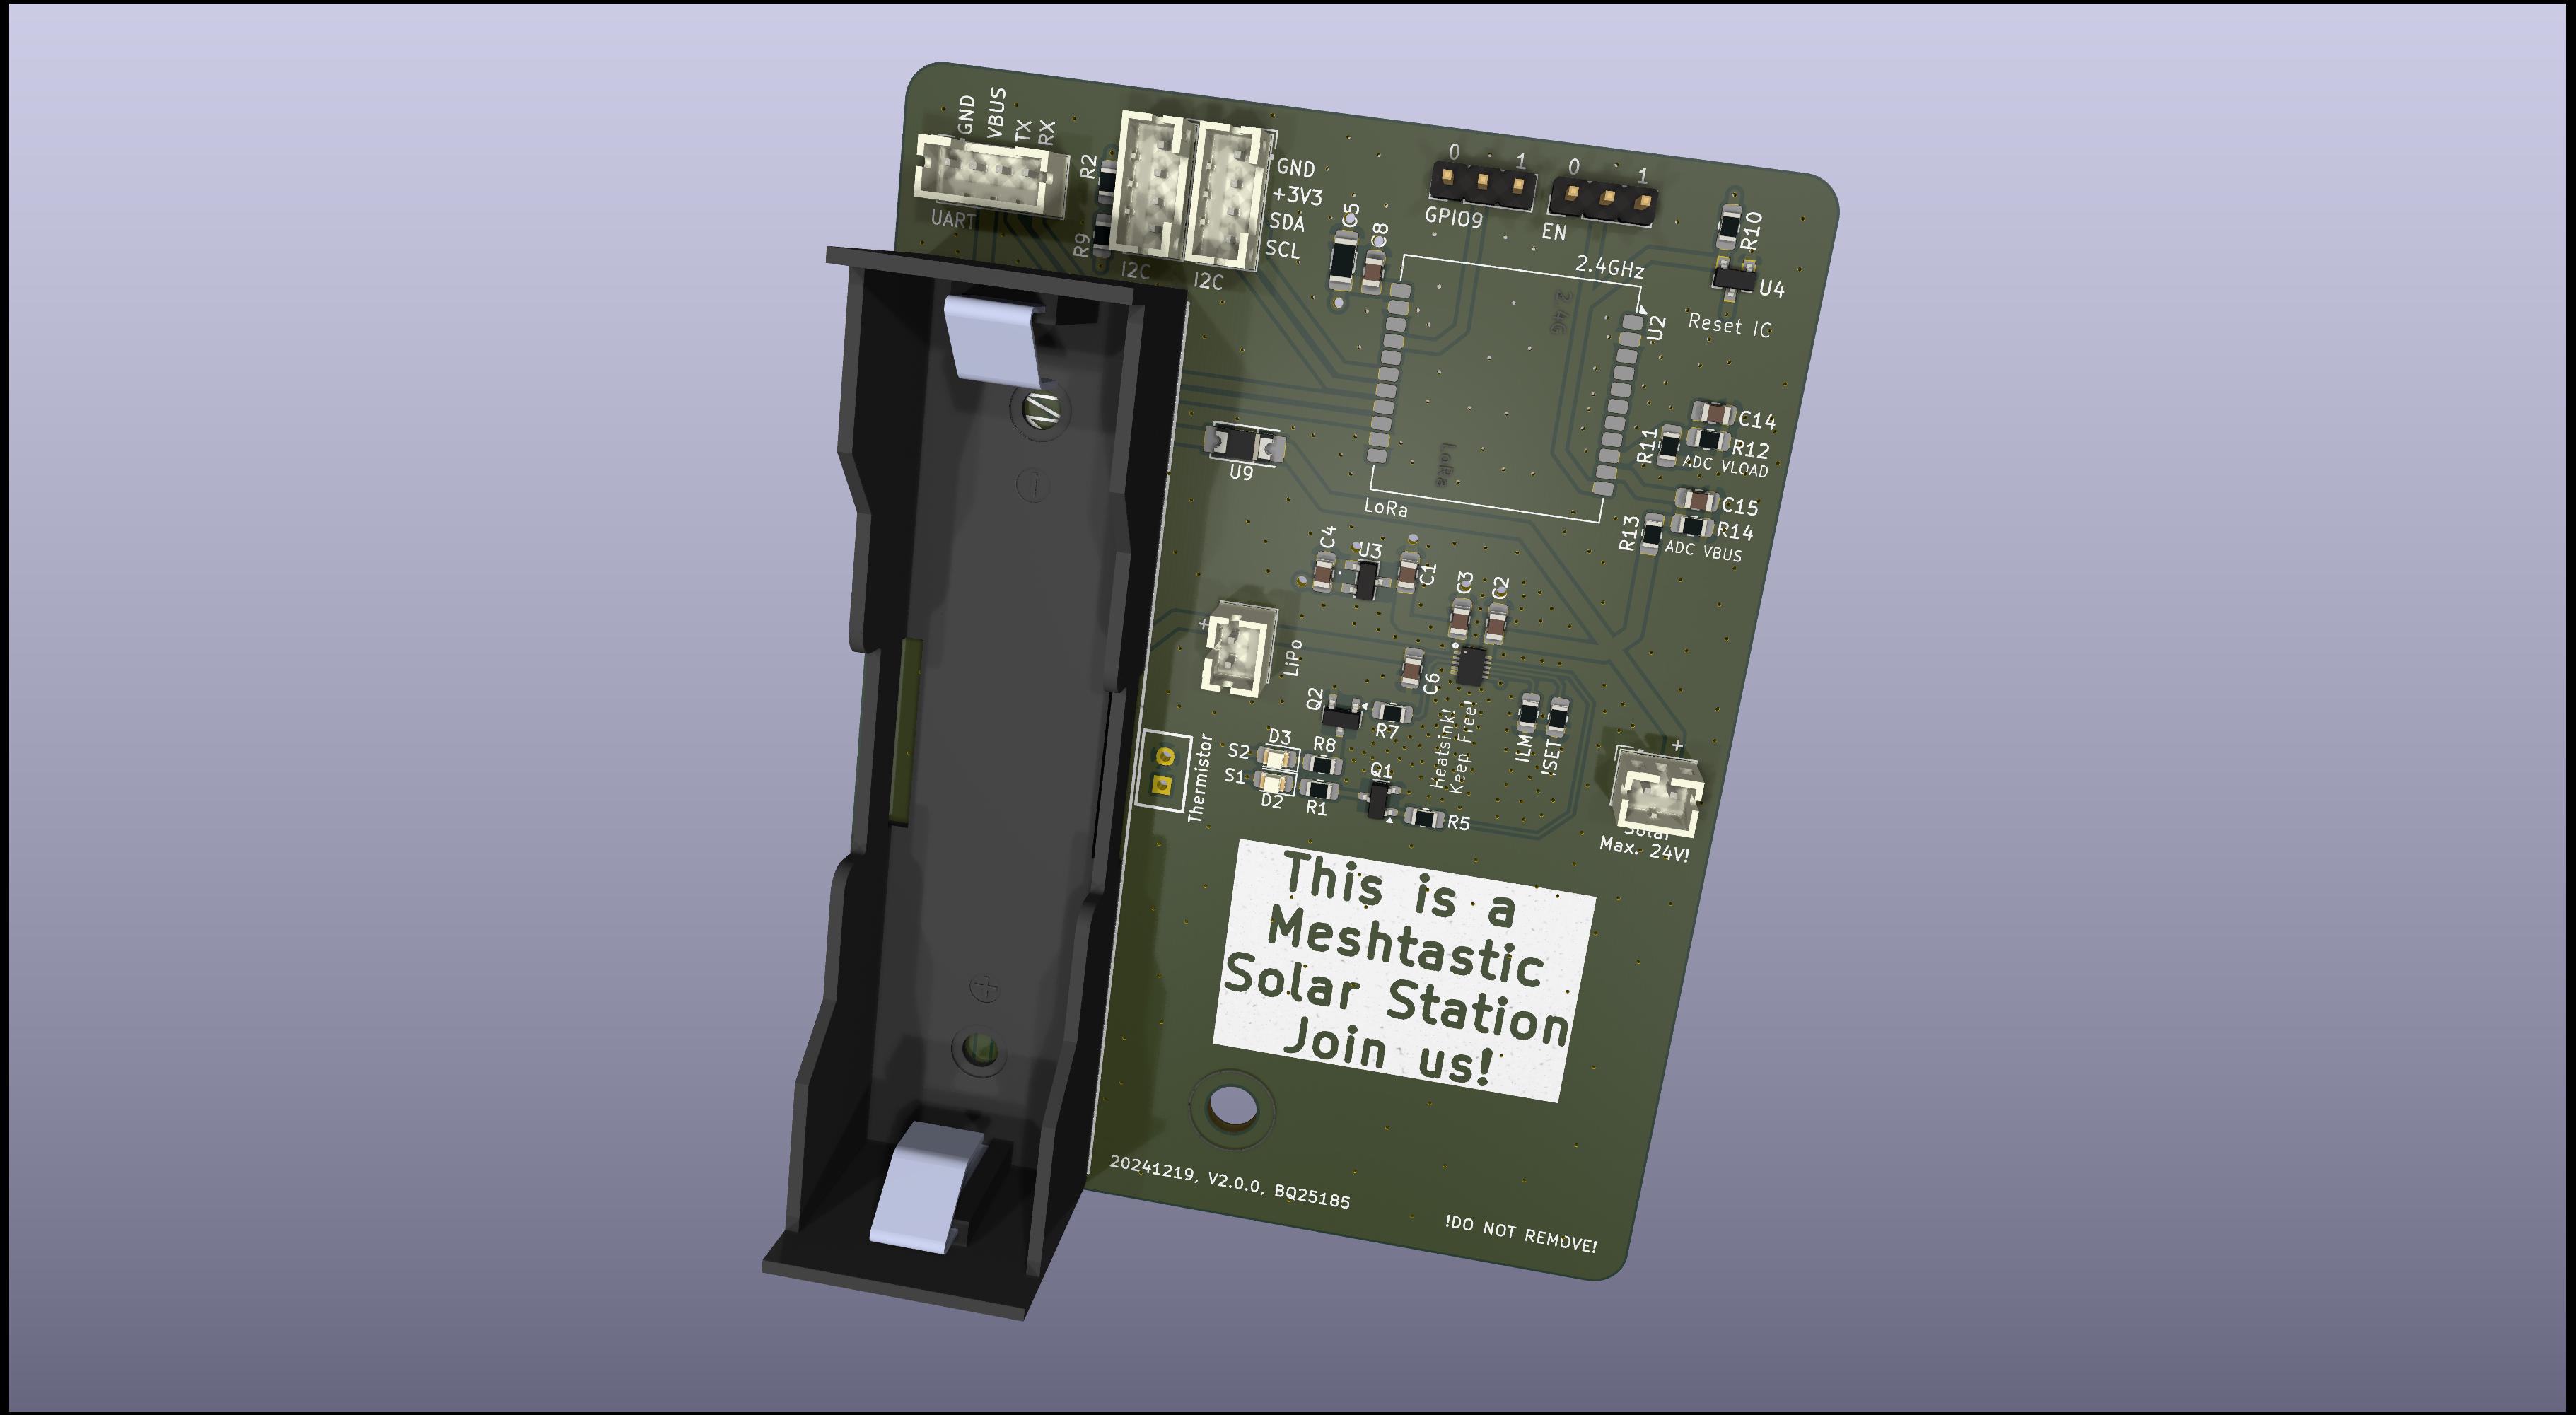 GND
VBUS
TX
RX
UART
R2
R9
I2C
I2C
GND
+3V3
SDA
SCL
C5
C8
0 1
GPIO9
0 1
EN
R10
U4
Reset IC
2.4GHz
2.4G
U2
LoRa
LoRa
U9
C14
R12
R11
ADC VLOAD
C15
R14
R13
ADC VBUS
C4
U3
C1
C3
C2
C6
+
LiPo
Q2
R7
Heatsink!
Keep Free!
ILM
ISET
- +
Solar
Max. 24V!
Thermistor
S2
D3
R8
S1
D2
R1
Q1
R5
This is a
Meshtastic
Solar Station
Join us!
20241219, V2.0.0, BQ25185
!DO NOT REMOVE!